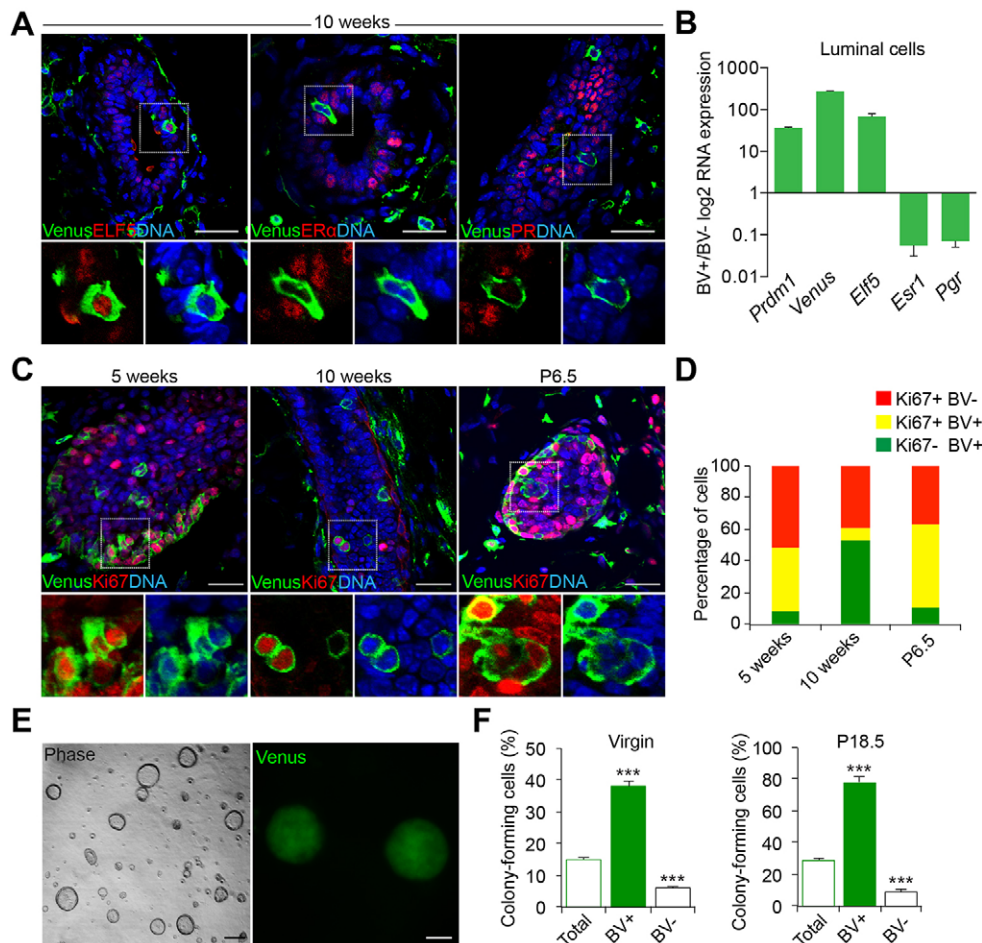 A
10 weeks
VenusELF5DNA
VenusERαDNA
VenusPRDNA
B
Luminal cells
BV+/BV- log2 RNA expression
1000
100
10
1
0.1
0.01
Prdm1
Venus
Elf5
Esr1
Pgr
C
5 weeks
10 weeks
P6.5
VenusKi67DNA
VenusKi67DNA
VenusKi67DNA
D
Ki67+ BV-
Ki67+ BV+
Ki67- BV+
Percentage of cells
100
80
60
40
20
0
5 weeks
10 weeks
P6.5
E
Phase
Venus
F
Virgin
Colony-forming cells (%)
50
40
30
20
10
0
***
***
Total
BV+
BV-
P18.5
Colony-forming cells (%)
100
80
60
40
20
0
***
***
Total
BV+
BV-